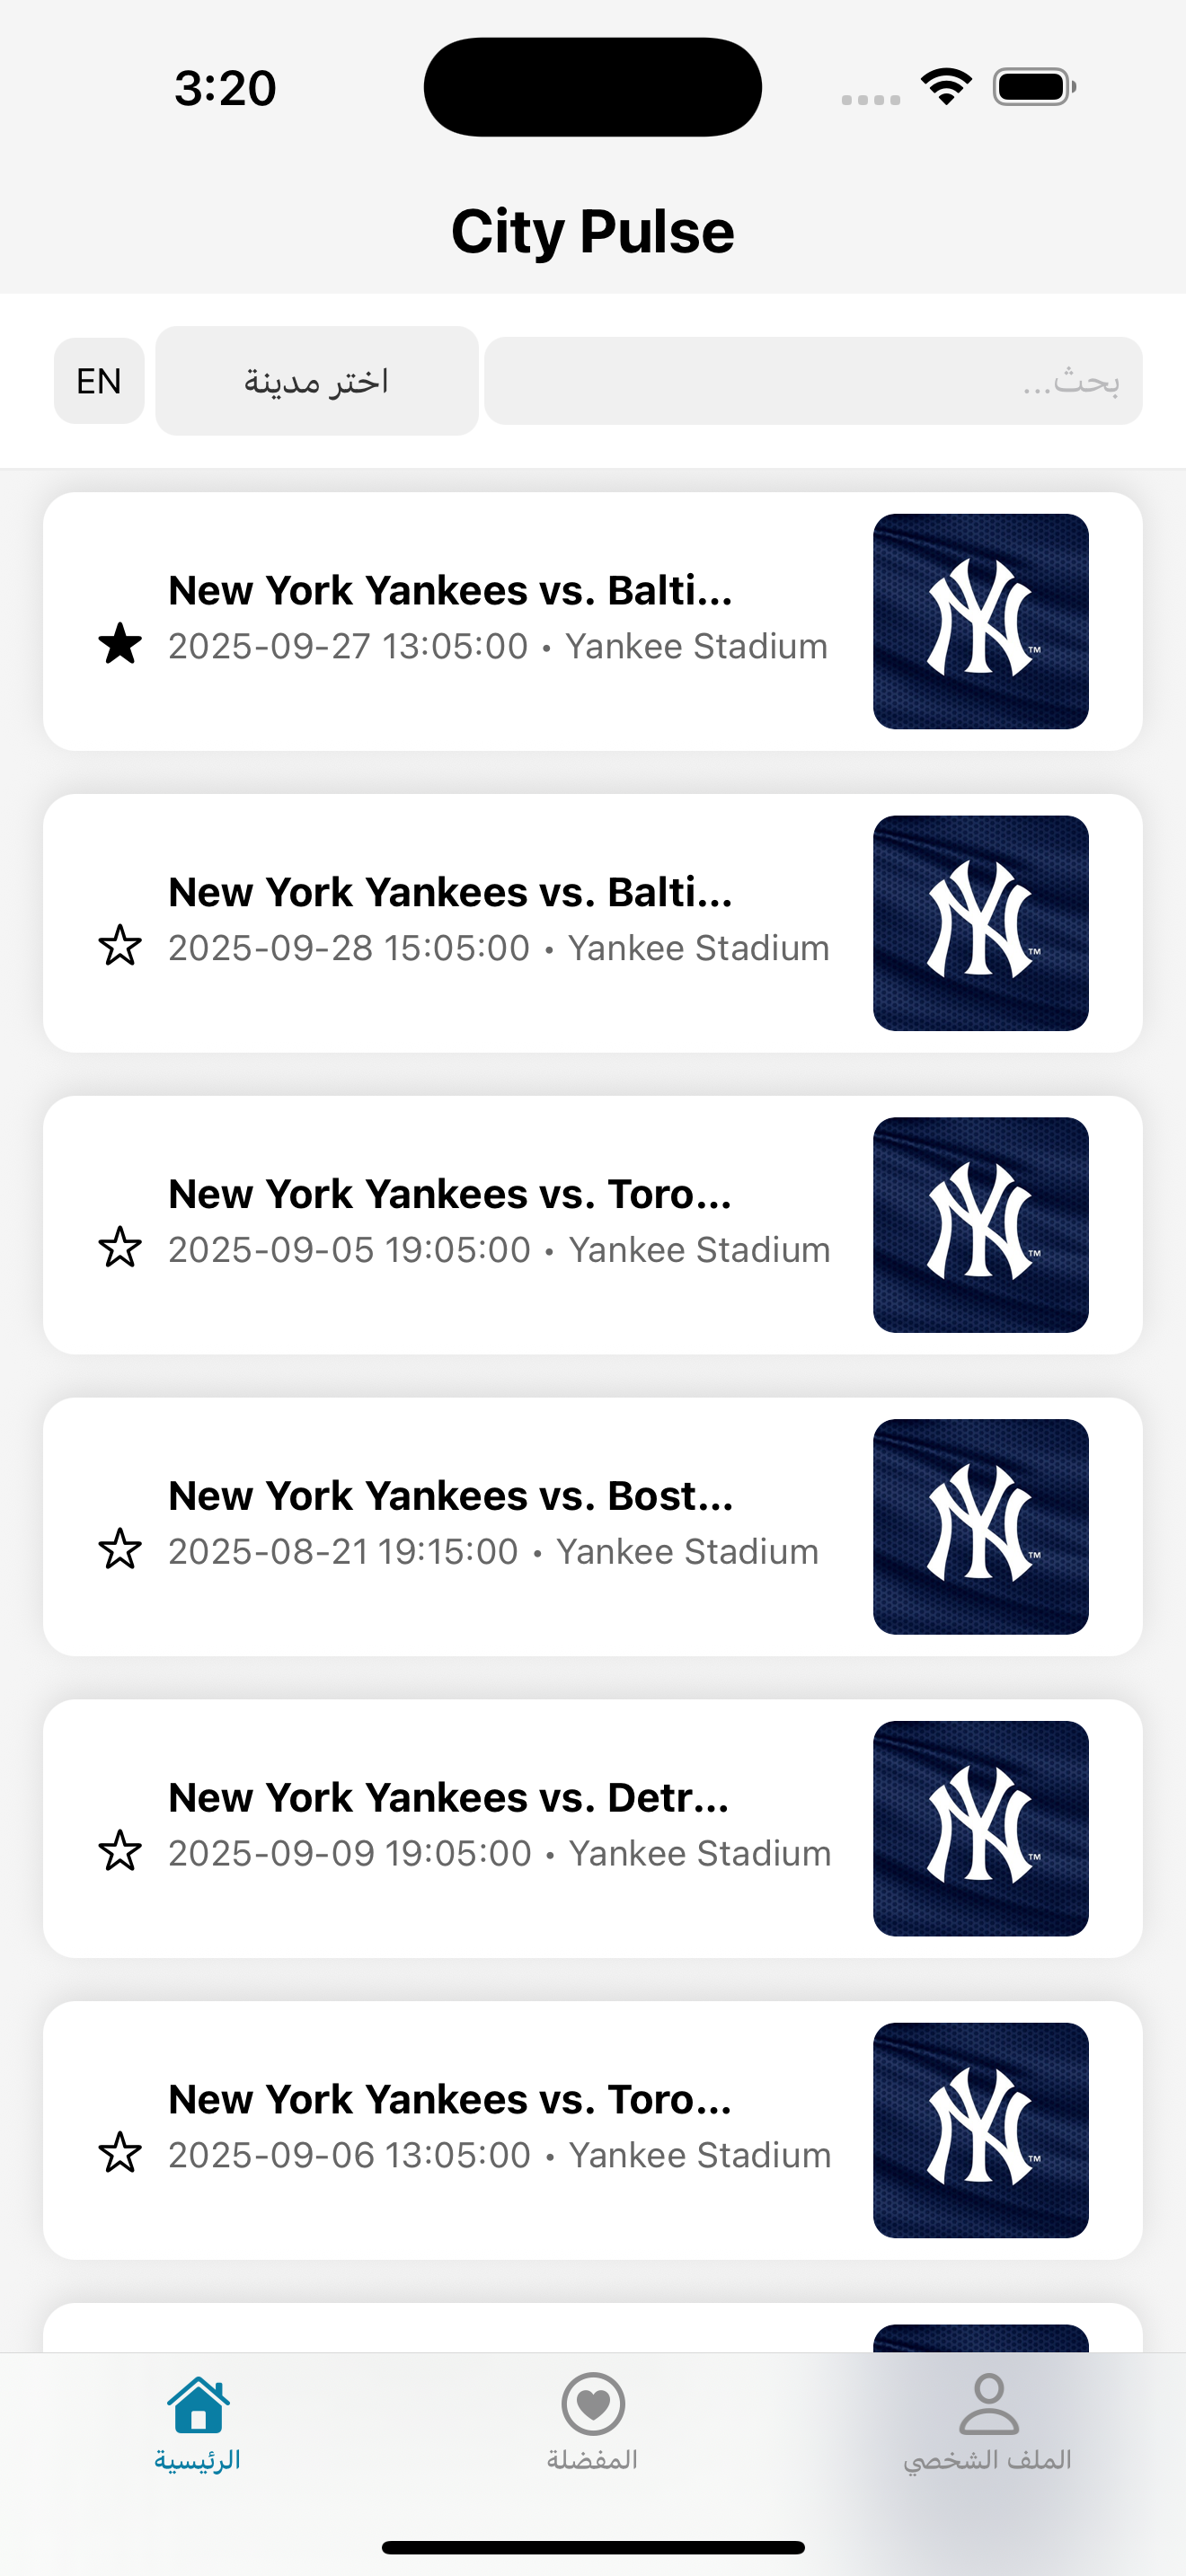 3:20
City Pulse
بحث...
اختر مدينة
EN
New York Yankees vs. Balti...
2025-09-27 13:05:00 • Yankee Stadium
New York Yankees vs. Balti...
2025-09-28 15:05:00 • Yankee Stadium
New York Yankees vs. Toro...
2025-09-05 19:05:00 • Yankee Stadium
New York Yankees vs. Bost...
2025-08-21 19:15:00 • Yankee Stadium
New York Yankees vs. Detr...
2025-09-09 19:05:00 • Yankee Stadium
New York Yankees vs. Toro...
2025-09-06 13:05:00 • Yankee Stadium
الرئيسية
المفضلة
الملف الشخصي